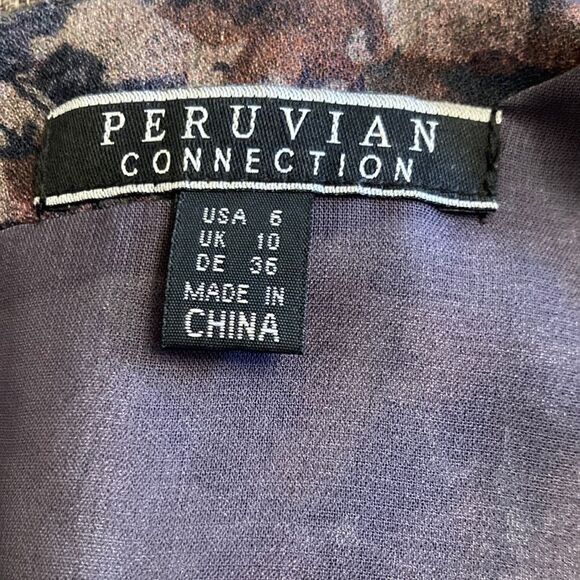 PERUVIAN
CONNECTION
USA 6
UK 10
DE 36
MADE IN
CHINA